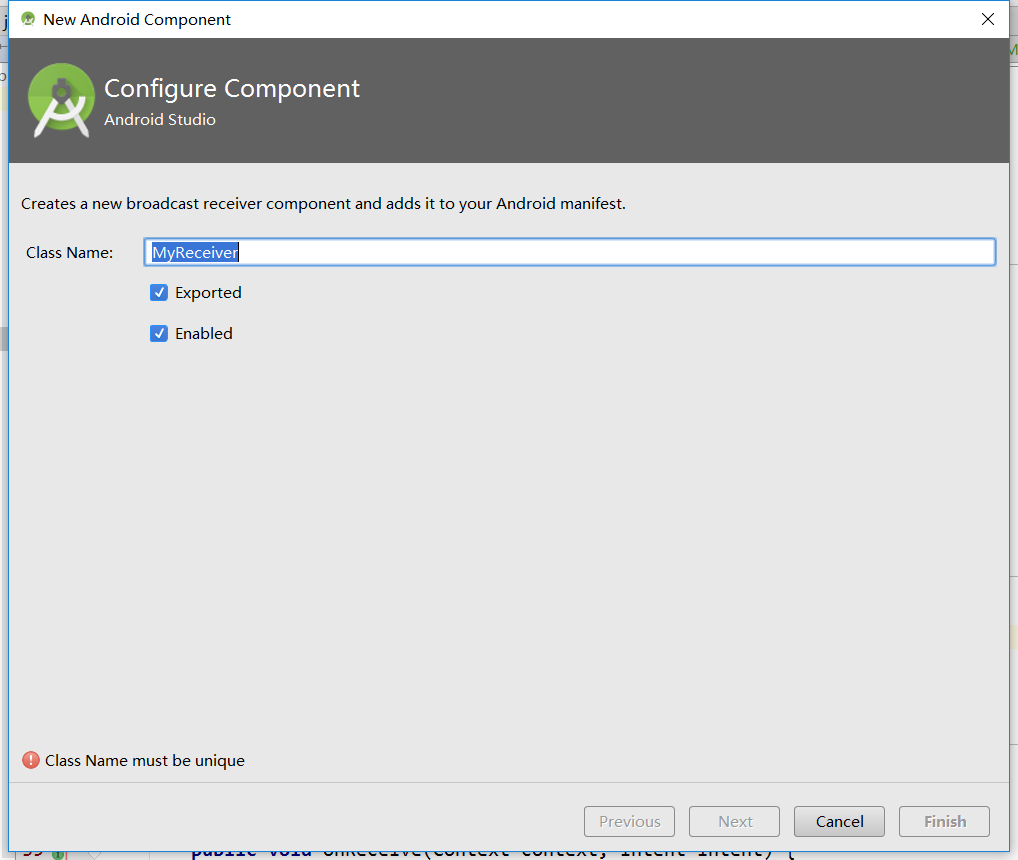 New Android Component
Configure Component
Android Studio
Creates a new broadcast receiver component and adds it to your Android manifest.
Class Name: MyReceiver
Exported
Enabled
Class Name must be unique
Previous Next Cancel Finish
public void onReceive(Context context, Intent intent) {